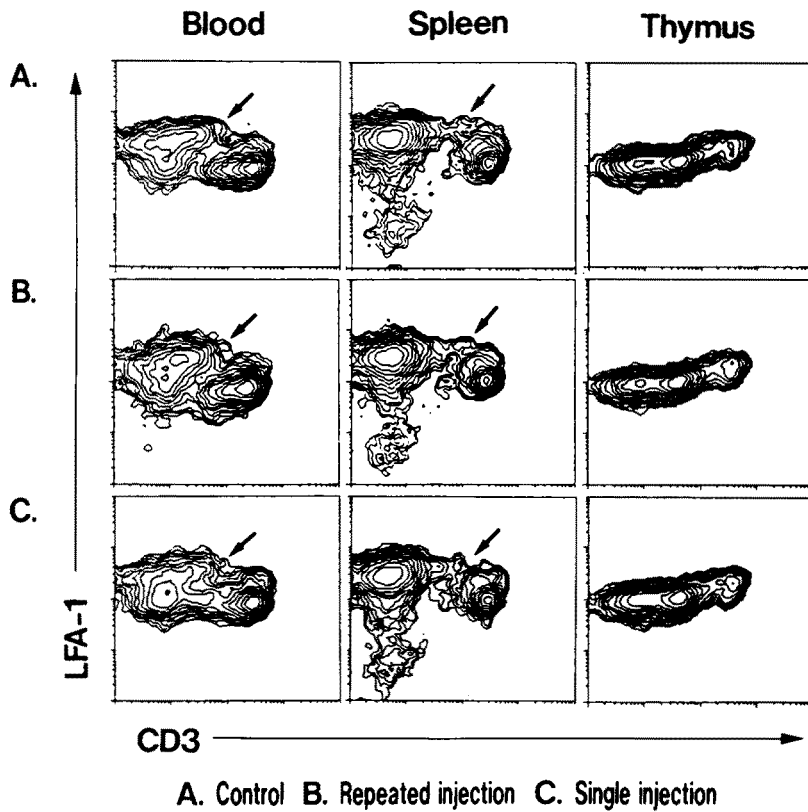 Blood Spleen Thymus
A.
B.
C.
LFA-1
CD3
A. Control B. Repeated injection C. Single injection